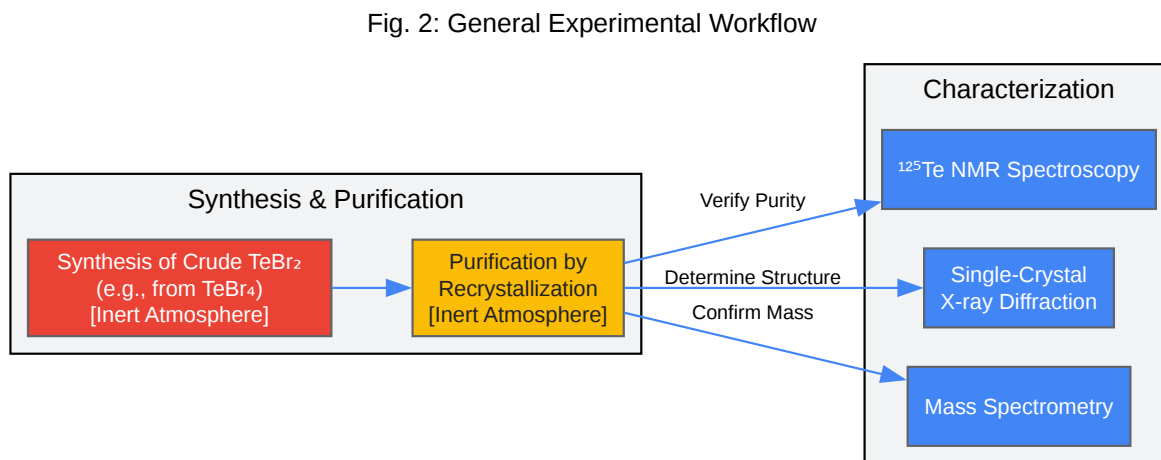 Fig. 2: General Experimental Workflow
Synthesis & Purification
Synthesis of Crude TeBr₂
(e.g., from TeBr₄)
[Inert Atmosphere]
Purification by
Recrystallization
[Inert Atmosphere]
Verify Purity
Determine Structure
Confirm Mass
Characterization
¹²⁵Te NMR Spectroscopy
Single-Crystal
X-ray Diffraction
Mass Spectrometry